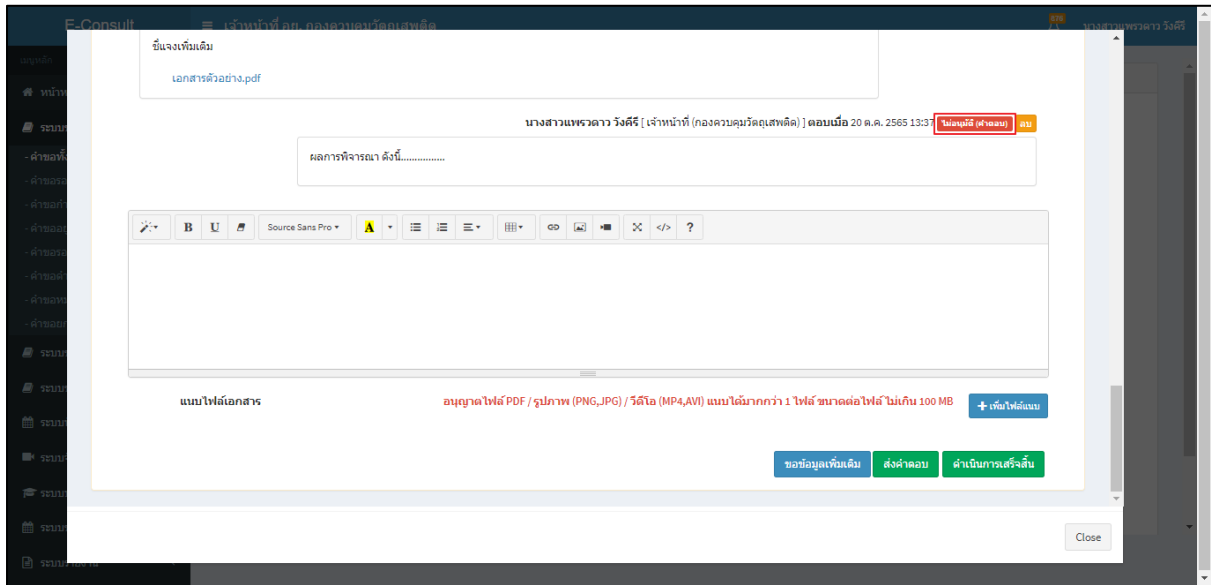 E-Consult
เจ้าหน้าที่ อย. กองควบคุมวัตถุเสพติด
678
นางสาวแพรวดาว วังคีรี
เมนูหลัก
ชี้แจงเพิ่มเติม
เอกสารตัวอย่าง.pdf
นางสาวแพรวดาว วังคีรี [ เจ้าหน้าที่ (กองควบคุมวัตถุเสพติด) ] ตอบเมื่อ 20 ต.ค. 2565 13:37 ไม่อนุมัติ (คำตอบ) ลบ
- คำขอทั้ง
ผลการพิจารณา ดังนี้................
B U Source Sans Pro A </> ?
แนบไฟล์เอกสาร
อนุญาตไฟล์ PDF / รูปภาพ (PNG,JPG) / วีดีโอ (MP4,AVI) แนบได้มากกว่า 1 ไฟล์ ขนาดต่อไฟล์ ไม่เกิน 100 MB
เพิ่มไฟล์แนบ
ขอข้อมูลเพิ่มเติม ส่งคำตอบ ดำเนินการเสร็จสิ้น
Close